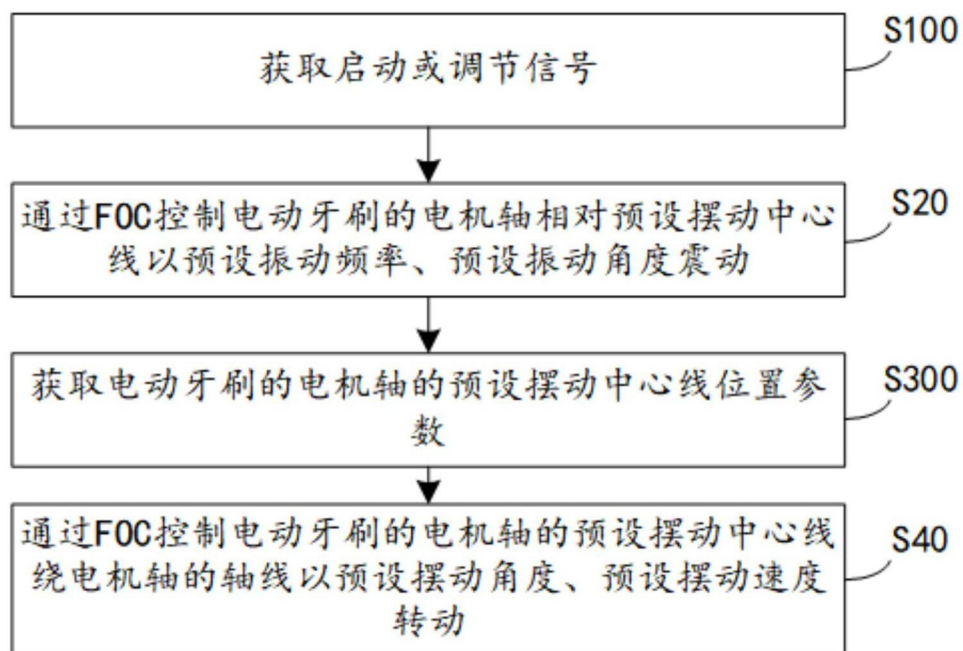 获取启动或调节信号
S100
通过FOC控制电动牙刷的电机轴相对预设摆动中心
线以预设振动频率、预设振动角度震动
S20
获取电动牙刷的电机轴的预设摆动中心线位置参
数
S300
通过FOC控制电动牙刷的电机轴的预设摆动中心线
绕电机轴的轴线以预设摆动角度、预设摆动速度
转动
S40